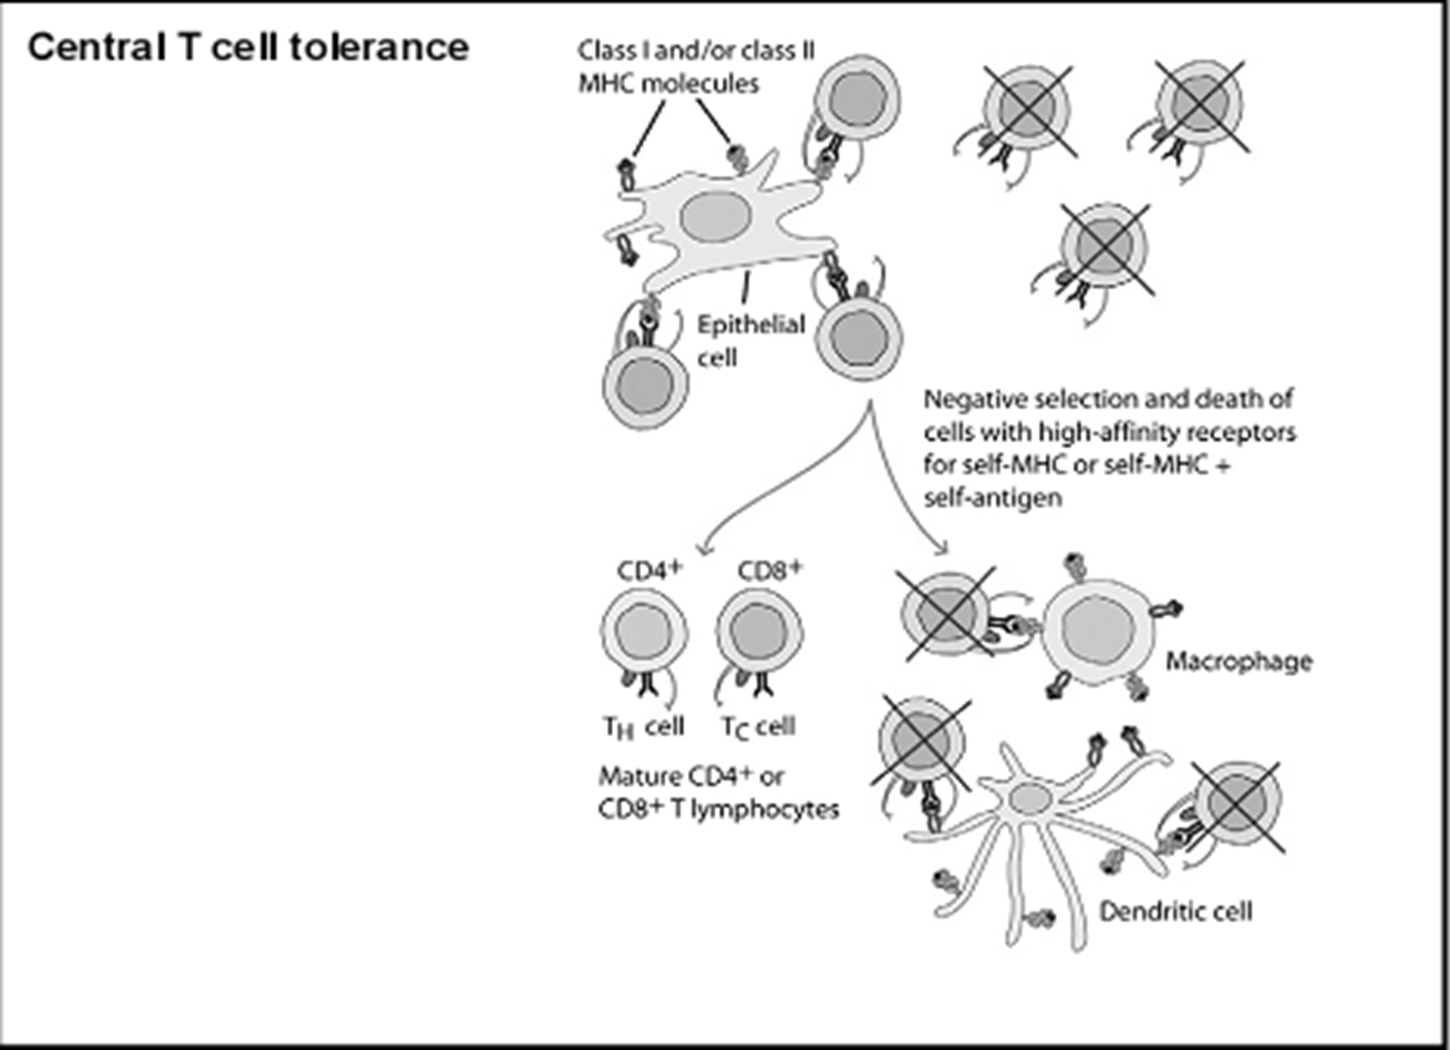 Central T cell tolerance
Class I and/or class II
MHC molecules
Epithelial
cell
Negative selection and death of
cells with high-affinity receptors
for self-MHC or self-MHC +
self-antigen
CD4+ CD8+
TH cell TC cell
Mature CD4+ or
CD8+ T lymphocytes
Macrophage
Dendritic cell